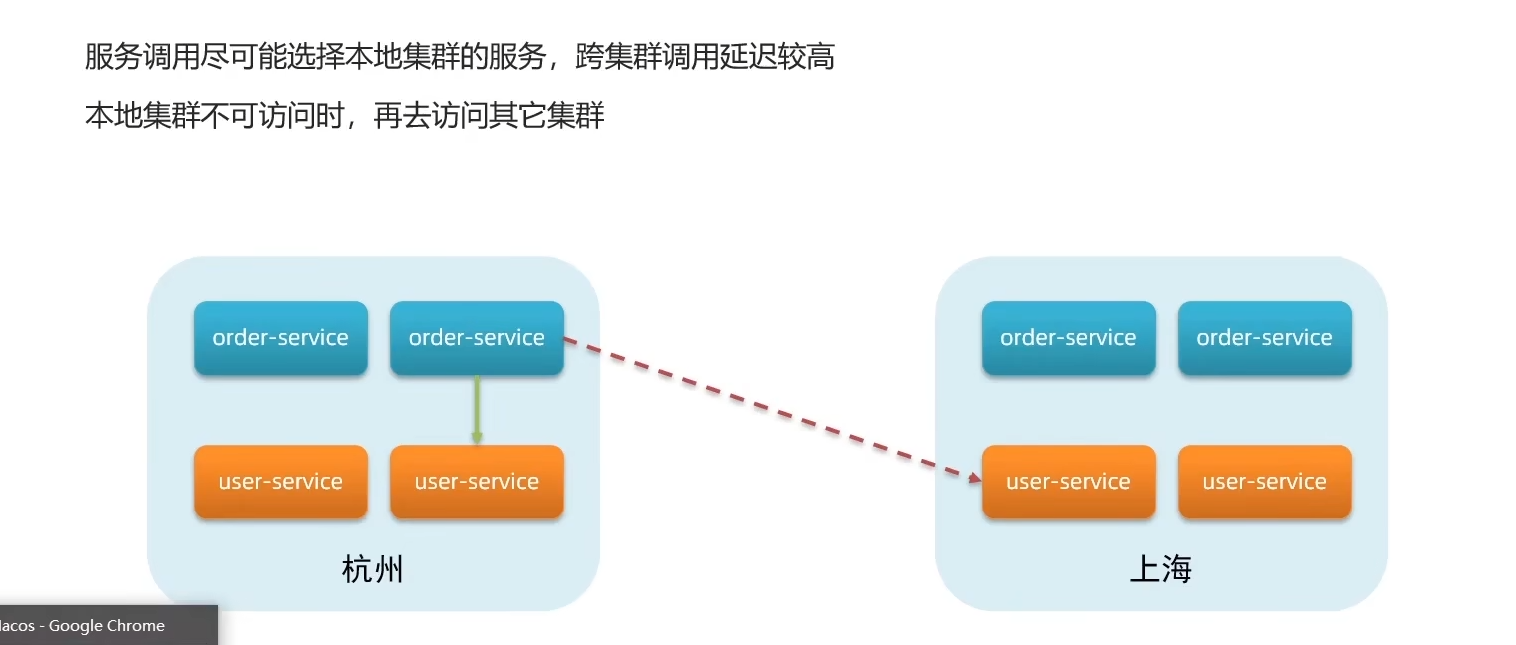 服务调用尽可能选择本地集群的服务，跨集群调用延迟较高
本地集群不可访问时，再去访问其它集群
order-service order-service order-service order-service
user-service user-service user-service user-service
杭州 上海
acos - Google Chrome